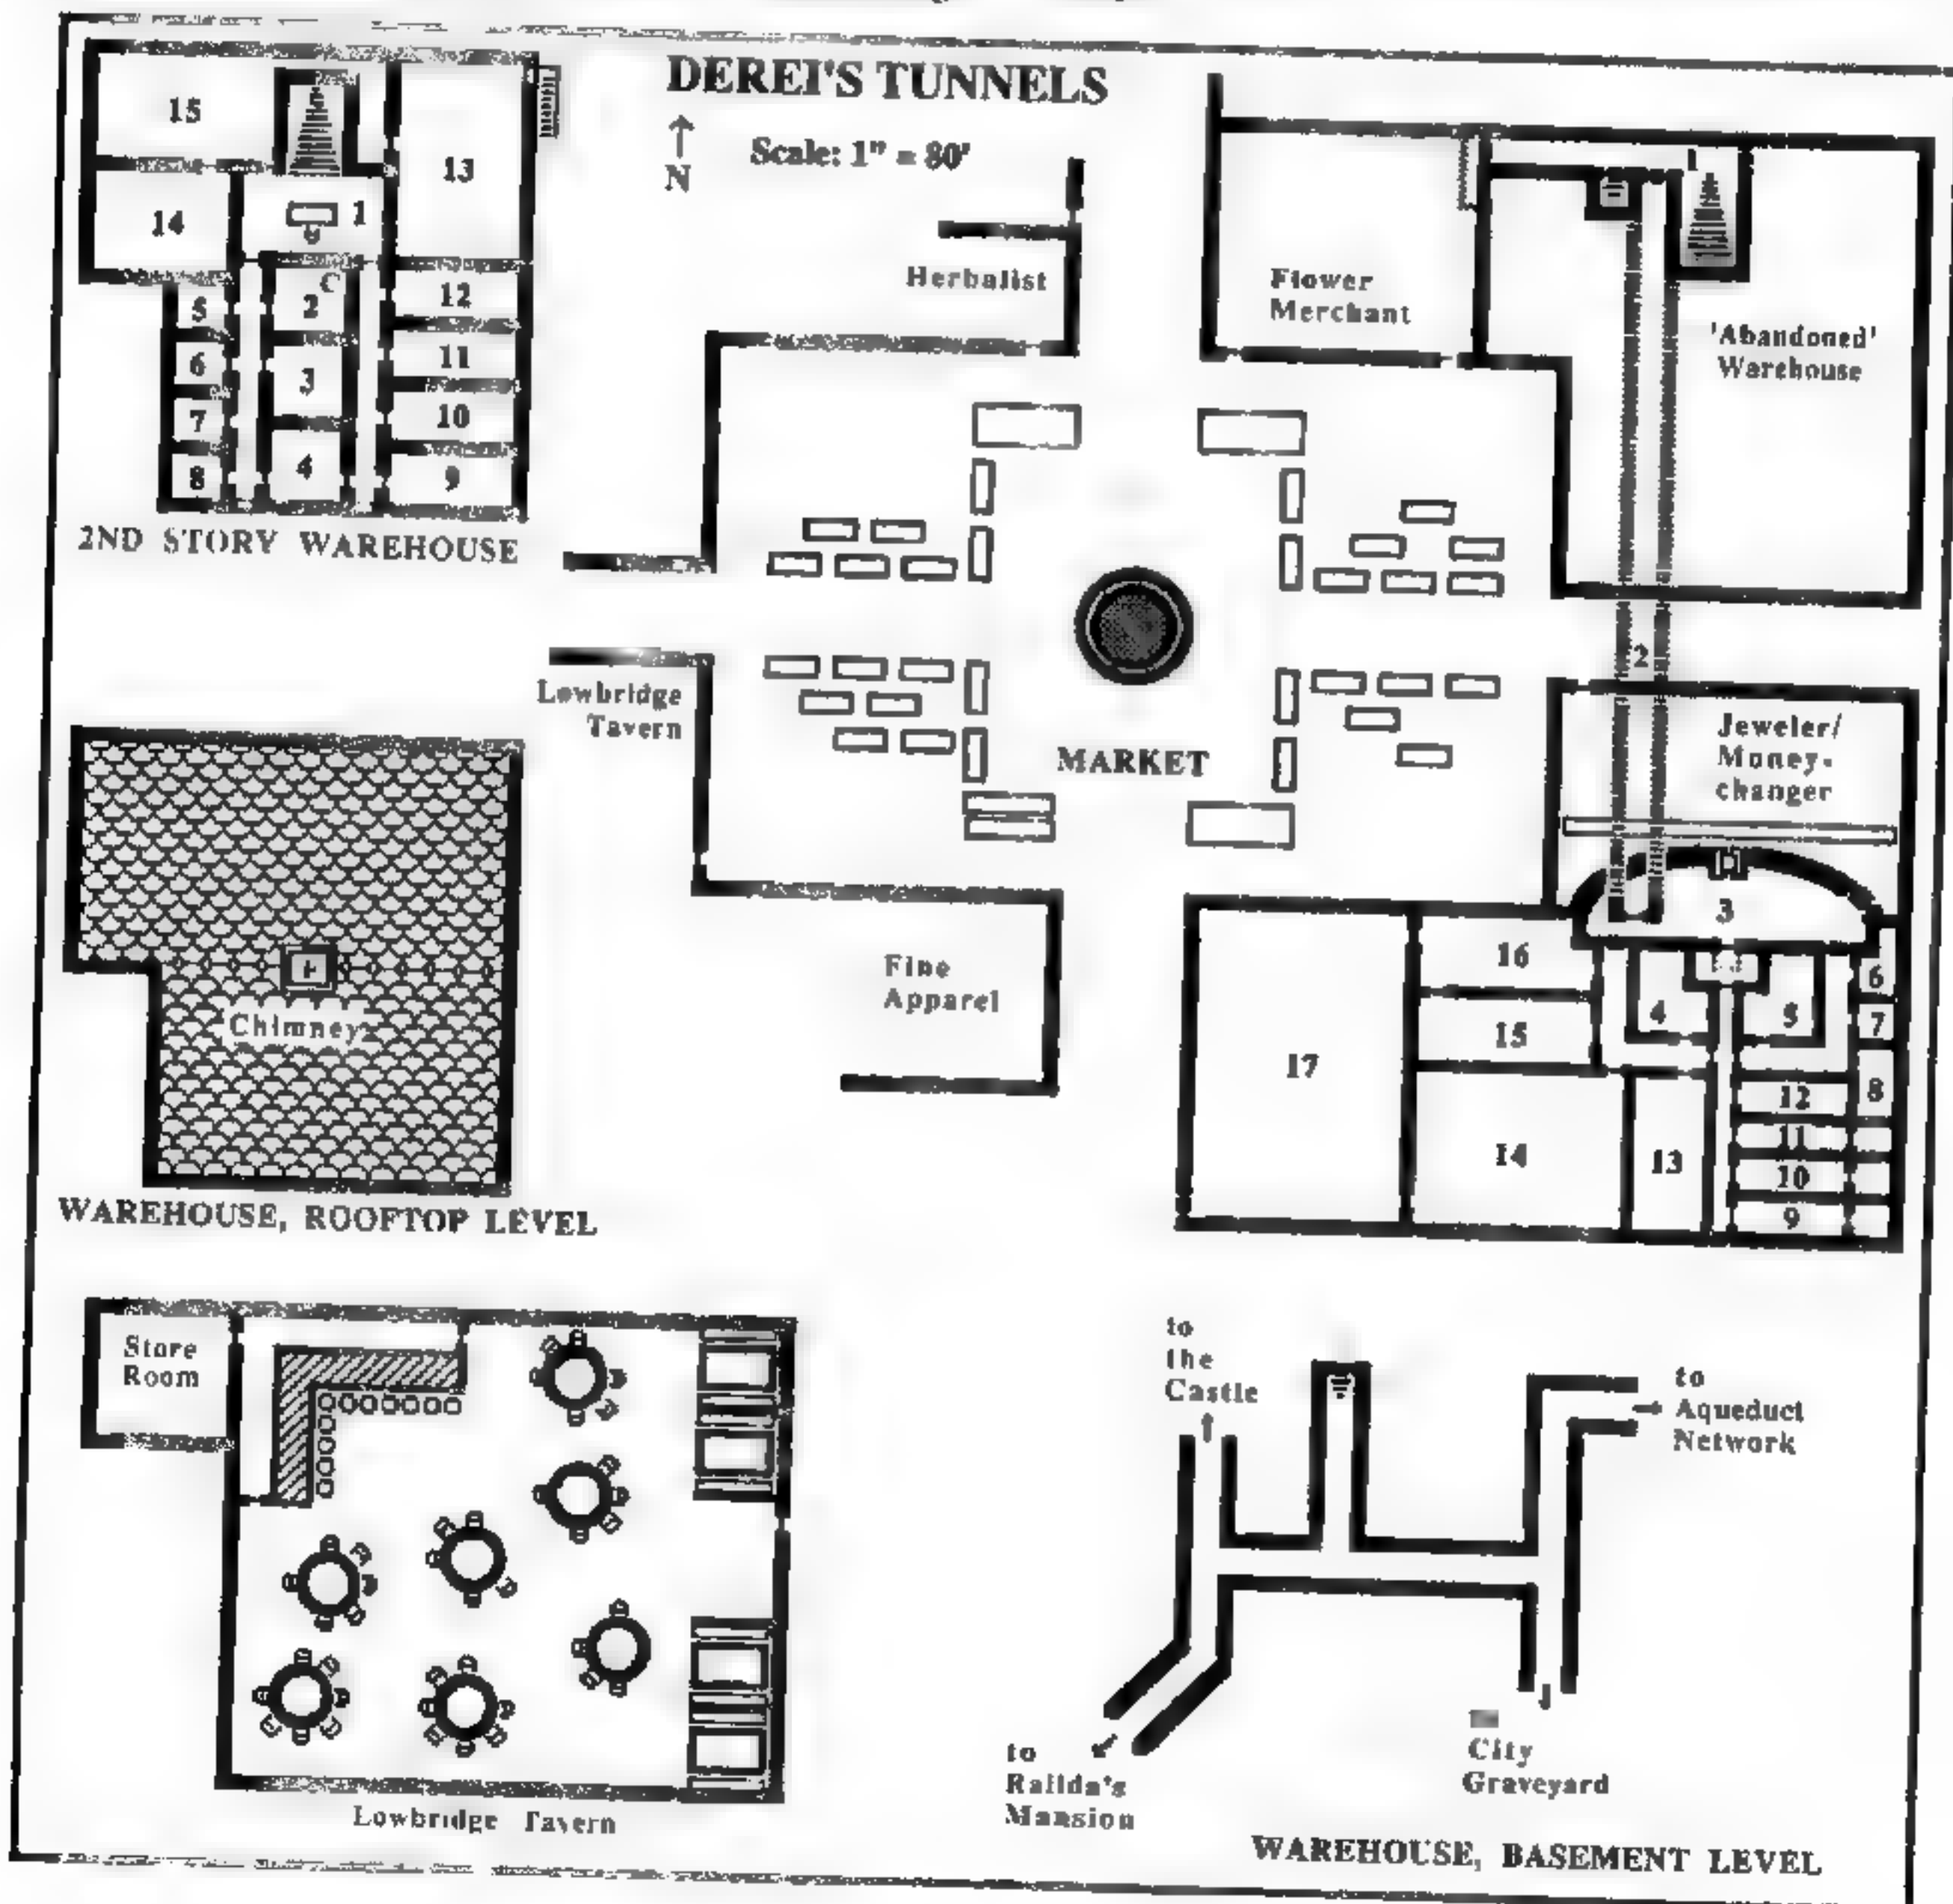 DEREI'S TUNNELS
N
Scale: 1" = 80'
15
13
14
1
C
2
12
5
6
3
11
7
10
8
4
9
2ND STORY WAREHOUSE
Herbalist
Flower
Merchant
1
'Abandoned'
Warehouse
2
Lowbridge
Tavern
MARKET
Jeweler/
Money-
changer
3
Fine
Apparel
16
4
5
6
7
15
17
12
8
11
14
13
10
9
Chimney
WAREHOUSE, ROOFTOP LEVEL
Store
Room
Lowbridge Tavern
to
the
Castle
to
Aqueduct
Network
to
Mansion
City
Graveyard
WAREHOUSE, BASEMENT LEVEL